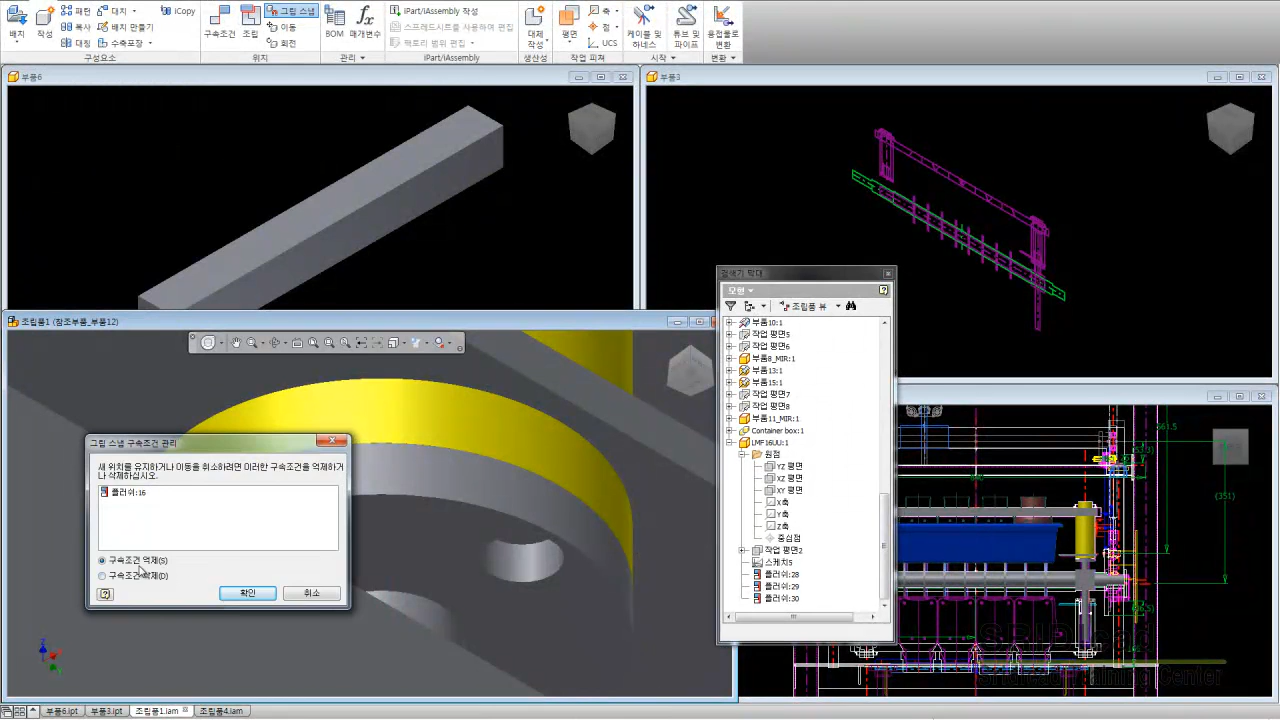 패턴
대지
iCopy
그립 스냅
iPart/iAssembly 작성
축
복사
배치 만들기
이동
스프레드시트를 사용하여 편집
점
배치
작성
대칭
수축포장
구속조건
조립
회전
BOM
매개변수
팩토리 범위 편집
대체 작성
평면
UCS
케이블 및 하네스
튜브 및 파이프
용접품으로 변환
구성요소
위치
관리
iPart/iAssembly
생산성
작업 피쳐
시작
변환
부품6
부품3
조립품1 (참조부품_부품12)
검색기 막대
모형
조립품 뷰
부품10:1
작업 평면5
작업 평면6
부품8_MIR:1
부품13:1
부품15:1
작업 평면7
작업 평면8
부품11_MIR:1
Container box:1
LMF16UU:1
원점
YZ 평면
XZ 평면
XY 평면
X축
Y축
Z축
중심점
작업 평면2
스케치5
플러쉬:28
플러쉬:29
플러쉬:30
그립 스냅 구속조건 관리
새 위치를 유지하거나 이동을 취소하려면 이러한 구속조건을 억제하거
나 삭제하십시오.
플러쉬:16
구속조건 억제(S)
구속조건 삭제(D)
확인
취소
561,5
(351)
Training Center
부품6.ipt
부품3.ipt
조립품1.iam
조립품4.iam